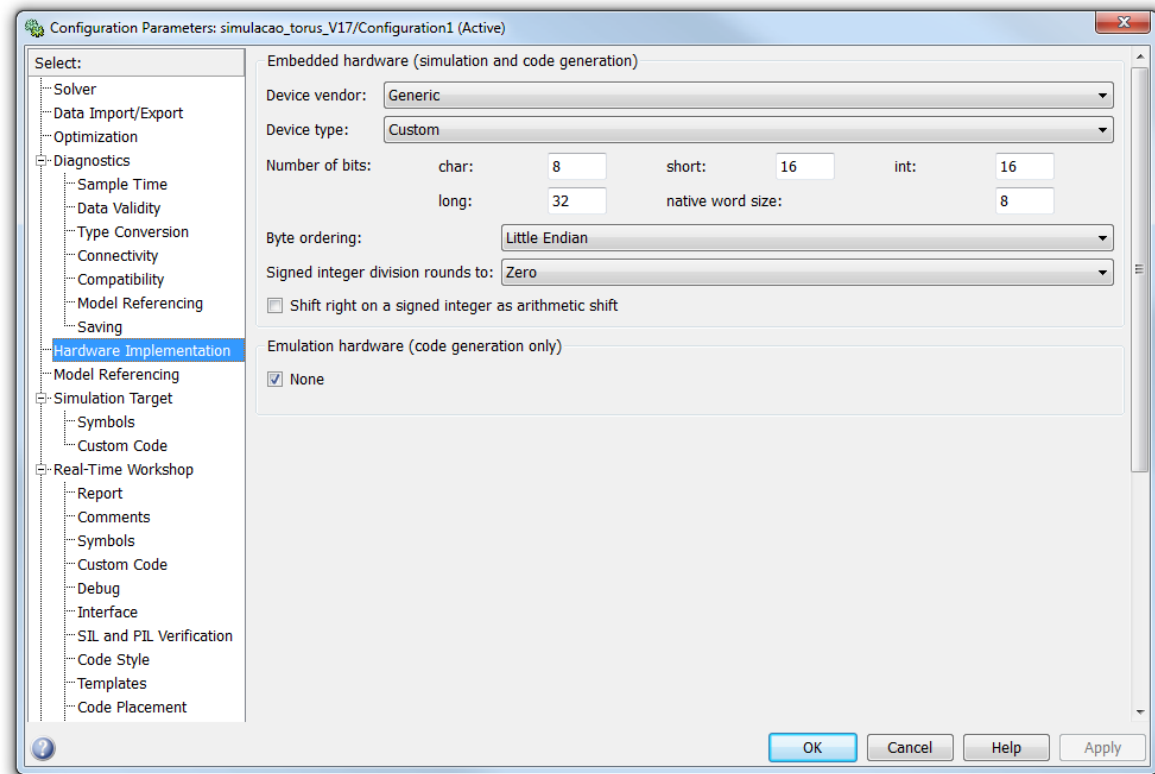 Configuration Parameters: simulacao_torus_V17/Configuration1 (Active)
Select:
Solver
Data Import/Export
Optimization
Diagnostics
Sample Time
Data Validity
Type Conversion
Connectivity
Compatibility
Model Referencing
Saving
Hardware Implementation
Model Referencing
Simulation Target
Symbols
Custom Code
Real-Time Workshop
Report
Comments
Symbols
Custom Code
Debug
Interface
SIL and PIL Verification
Code Style
Templates
Code Placement
Embedded hardware (simulation and code generation)
Device vendor: Generic
Device type: Custom
Number of bits: char: 8 short: 16 int: 16
long: 32 native word size: 8
Byte ordering: Little Endian
Signed integer division rounds to: Zero
Shift right on a signed integer as arithmetic shift
Emulation hardware (code generation only)
None
OK Cancel Help Apply